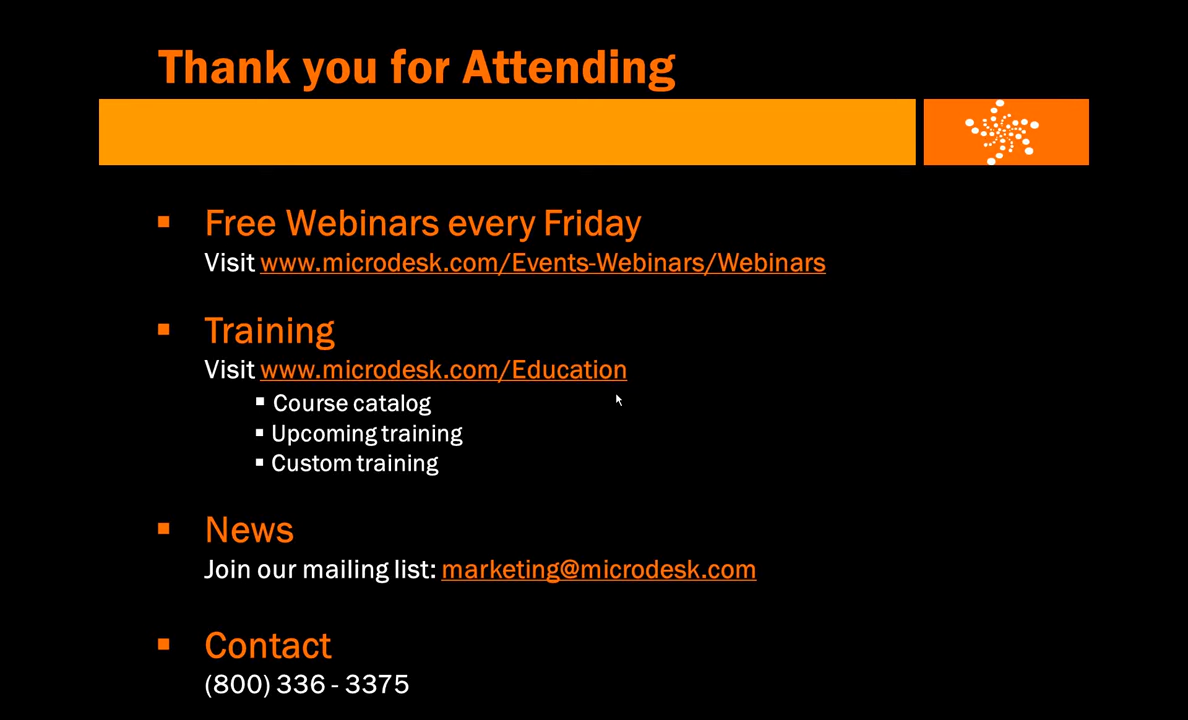 Thank you for Attending
▪ Free Webinars every Friday
Visit www.microdesk.com/Events-Webinars/Webinars
▪ Training
Visit www.microdesk.com/Education
▪ Course catalog
▪ Upcoming training
▪ Custom training
▪ News
Join our mailing list: marketing@microdesk.com
▪ Contact
(800) 336 - 3375